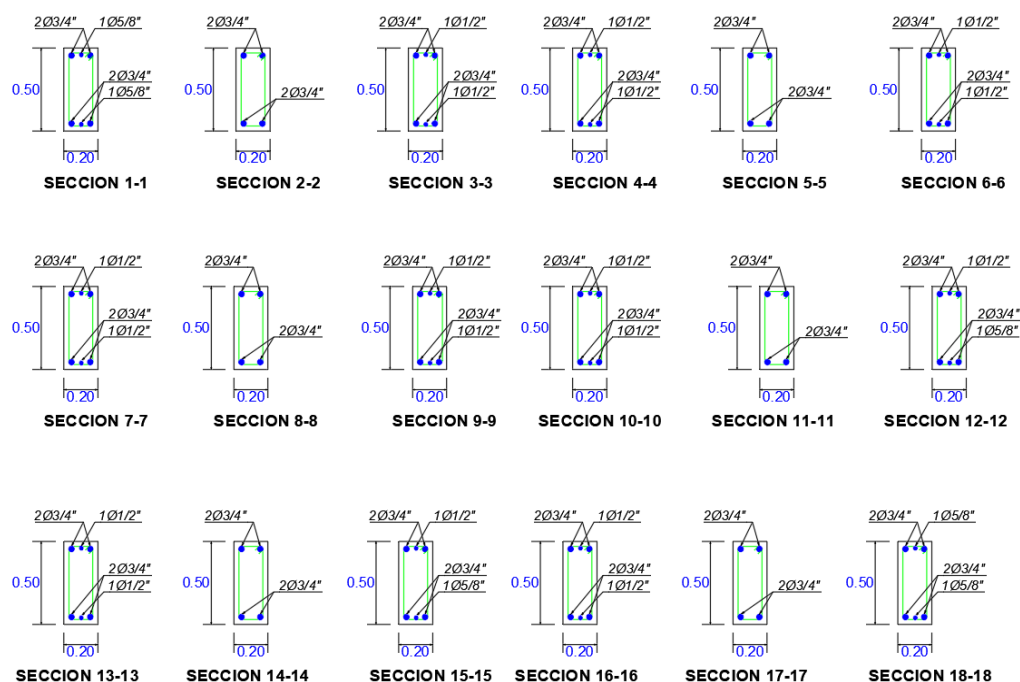 2Ø3/4" 1Ø5/8"
0.50
2Ø3/4"
1Ø5/8"
0.20
SECCION 1-1
2Ø3/4"
0.50
2Ø3/4"
0.20
SECCION 2-2
2Ø3/4" 1Ø1/2"
0.50
2Ø3/4"
1Ø1/2"
0.20
SECCION 3-3
2Ø3/4" 1Ø1/2"
0.50
2Ø3/4"
1Ø1/2"
0.20
SECCION 4-4
2Ø3/4"
0.50
2Ø3/4"
0.20
SECCION 5-5
2Ø3/4" 1Ø1/2"
0.50
2Ø3/4"
1Ø1/2"
0.20
SECCION 6-6
2Ø3/4" 1Ø1/2"
0.50
2Ø3/4"
1Ø1/2"
0.20
SECCION 7-7
2Ø3/4"
0.50
2Ø3/4"
0.20
SECCION 8-8
2Ø3/4" 1Ø1/2"
0.50
2Ø3/4"
1Ø1/2"
0.20
SECCION 9-9
2Ø3/4" 1Ø1/2"
0.50
2Ø3/4"
1Ø1/2"
0.20
SECCION 10-10
2Ø3/4"
0.50
2Ø3/4"
0.20
SECCION 11-11
2Ø3/4" 1Ø1/2"
0.50
2Ø3/4"
1Ø5/8"
0.20
SECCION 12-12
2Ø3/4" 1Ø1/2"
0.50
2Ø3/4"
1Ø1/2"
0.20
SECCION 13-13
2Ø3/4"
0.50
2Ø3/4"
0.20
SECCION 14-14
2Ø3/4" 1Ø1/2"
0.50
2Ø3/4"
1Ø5/8"
0.20
SECCION 15-15
2Ø3/4" 1Ø1/2"
0.50
2Ø3/4"
1Ø1/2"
0.20
SECCION 16-16
2Ø3/4"
0.50
2Ø3/4"
0.20
SECCION 17-17
2Ø3/4" 1Ø5/8"
0.50
2Ø3/4"
1Ø5/8"
0.20
SECCION 18-18